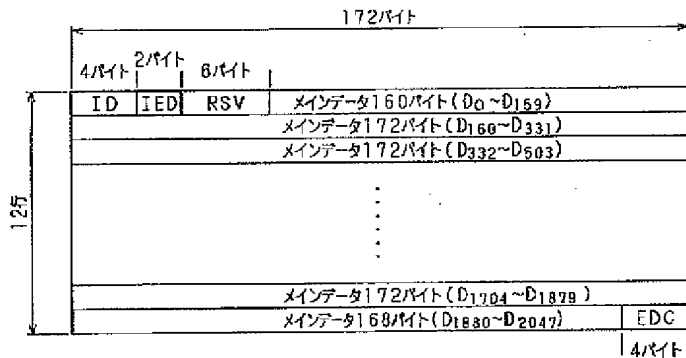 172バイト
4バイト 2バイト 6バイト
ID IED RSV メインデータ160バイト(D0~D159)
メインデータ172バイト(D160~D331)
メインデータ172バイト(D332~D503)
12行
メインデータ172バイト(D1704~D1879)
メインデータ168バイト(D1880~D2047) EDC
4バイト